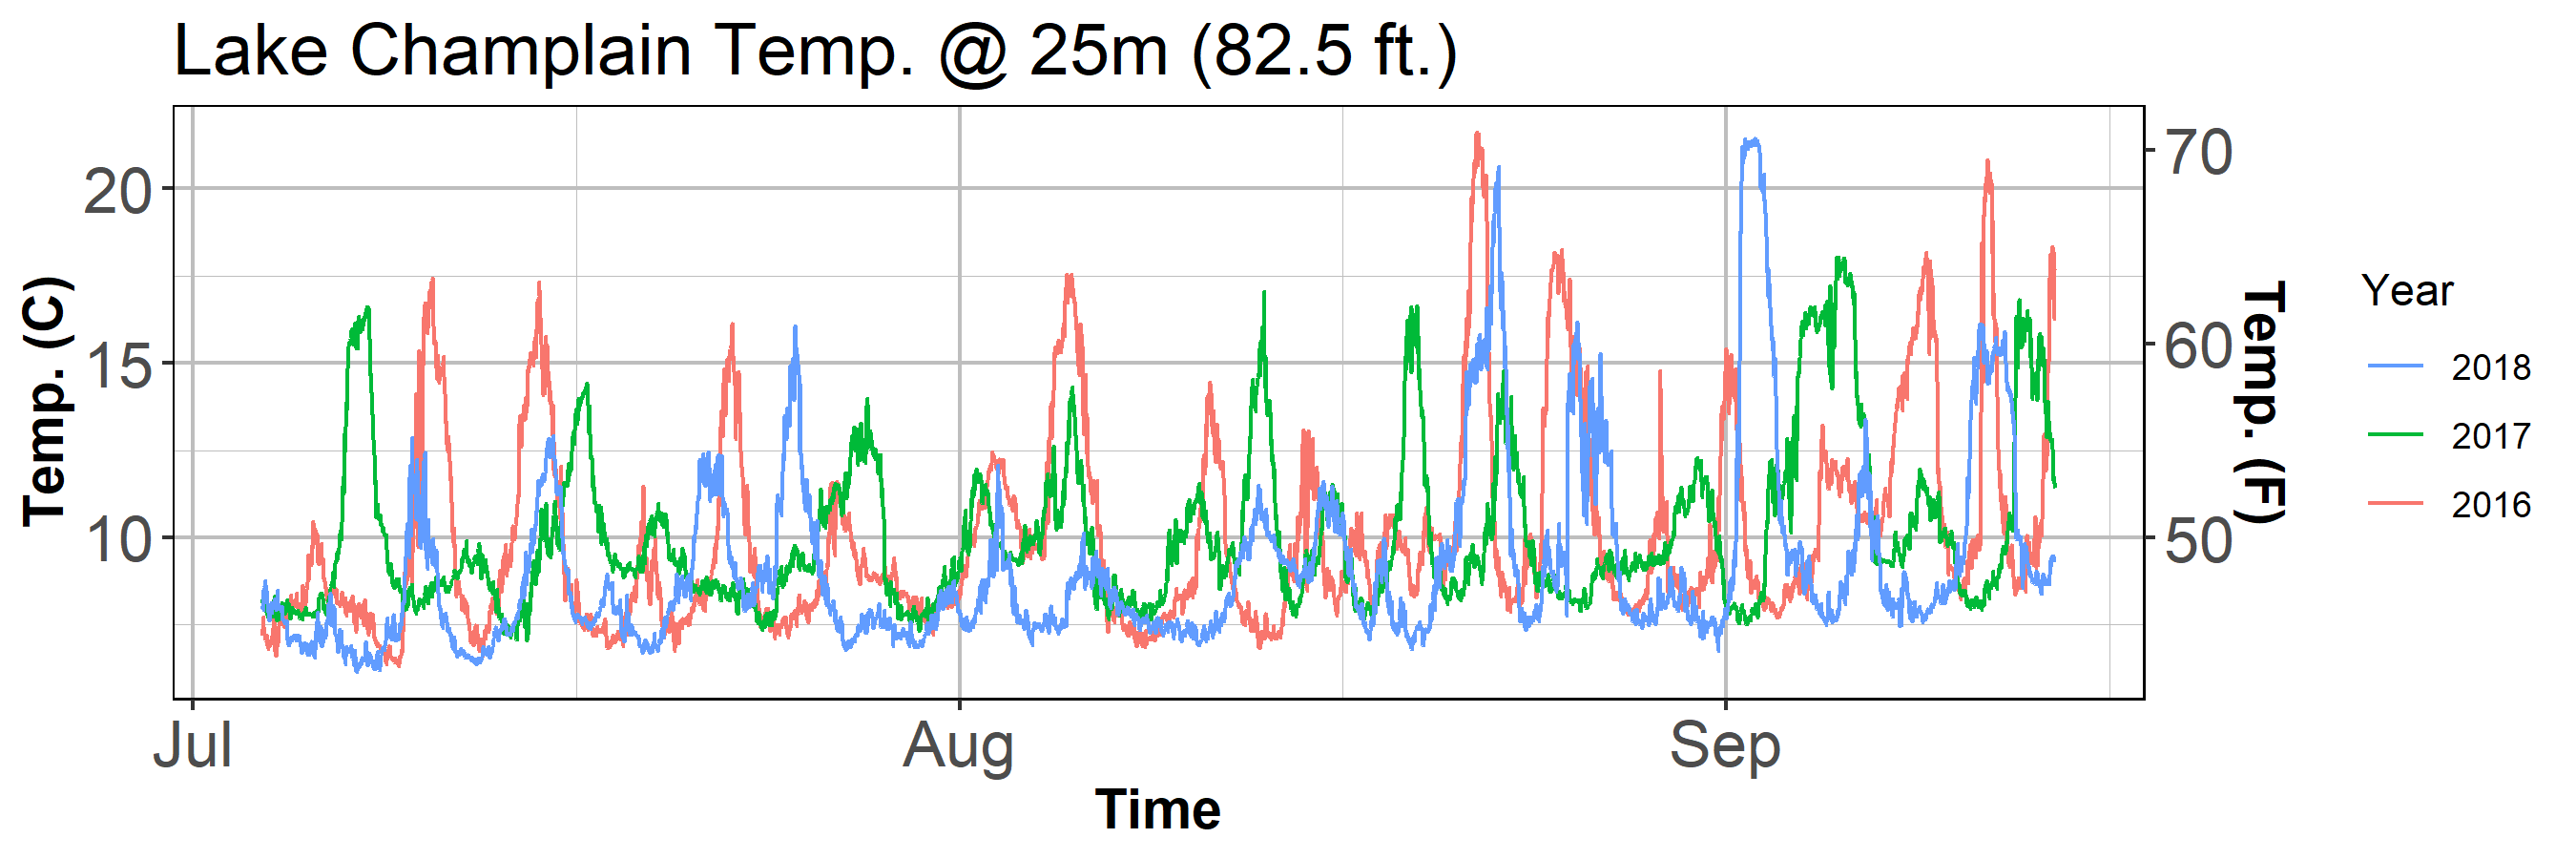 Lake Champlain Temp. @ 25m (82.5 ft.)
Temp. (C)
20
15
10
70
60
50
Temp. (F)
Jul
Aug
Sep
Time
Year
2018
2017
2016